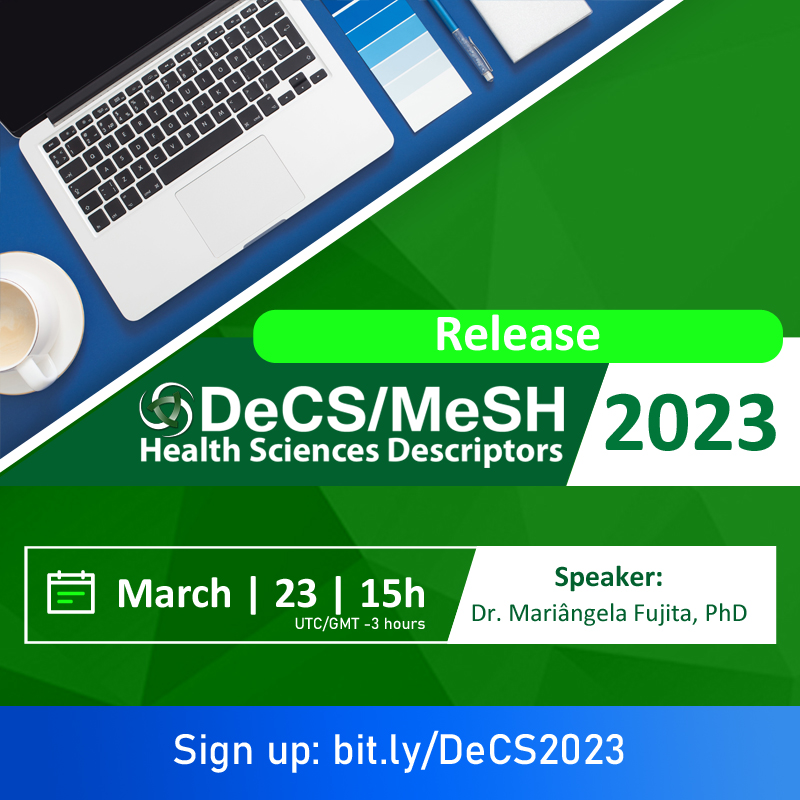 Release
DeCS/MeSH
Health Sciences Descriptors
2023
March | 23 | 15h
UTC/GMT -3 hours
Speaker:
Dr. Mariângela Fujita, PhD
Sign up: bit.ly/DeCS2023